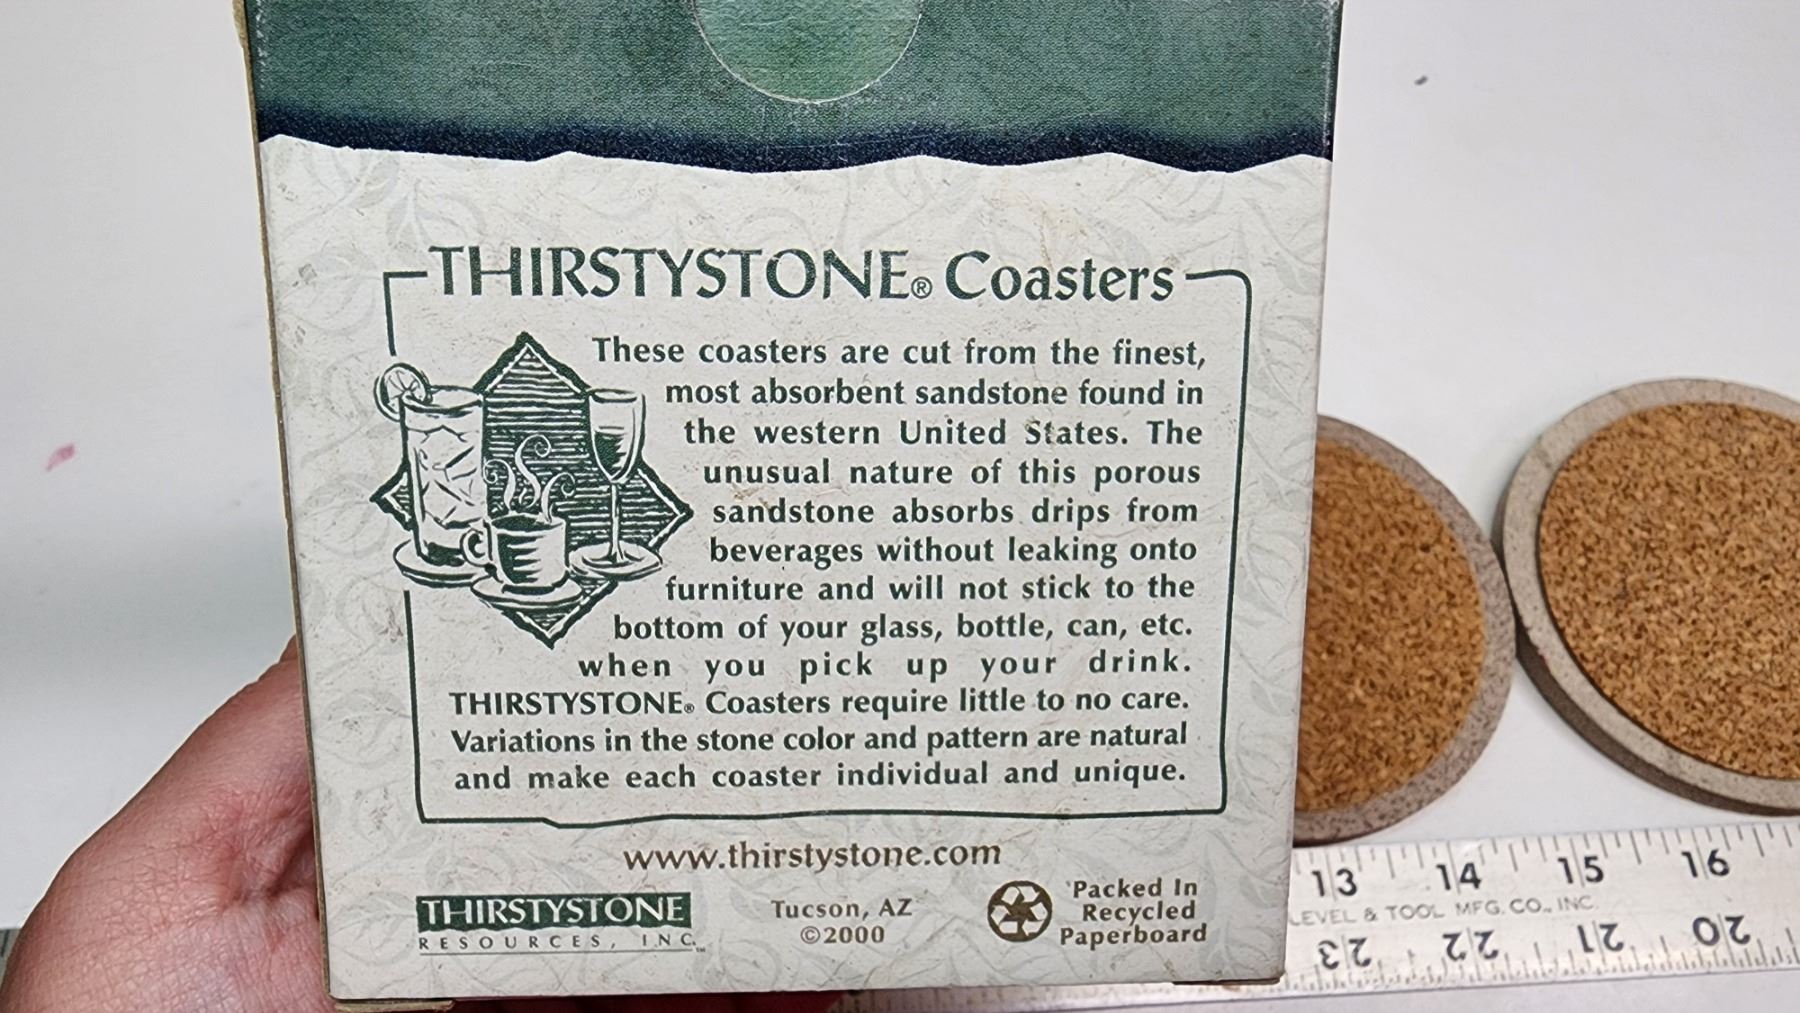 THIRSTYSTONE® Coasters
These coasters are cut from the finest,
most absorbent sandstone found in
the western United States. The
unusual nature of this porous
sandstone absorbs drips from
beverages without leaking onto
furniture and will not stick to the
bottom of your glass, bottle, can, etc.
when you pick up your drink.
THIRSTYSTONE® Coasters require little to no care.
Variations in the stone color and pattern are natural
and make each coaster individual and unique.
www.thirstystone.com
THIRSTYSTONE
RESOURCES, INC.™
Tucson, AZ
©2000
Packed In
Recycled
Paperboard
13 14 15 16
LEVEL & TOOL MFG. CO., INC.
23 22 21 20